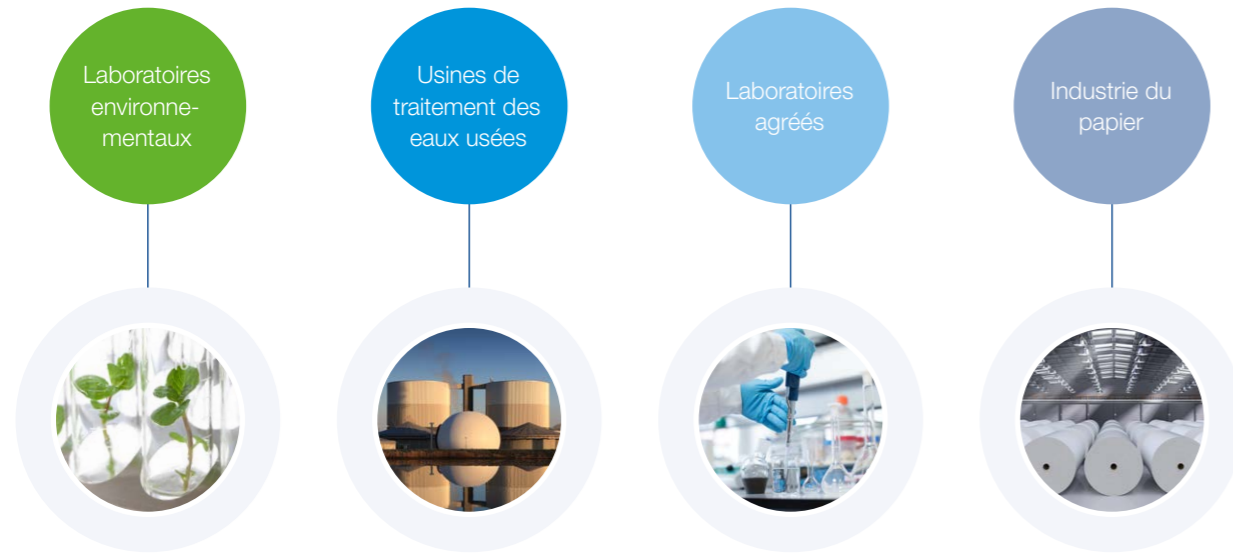 Laboratoires
environne-
mentaux
Usines de
traitement des
eaux usées
Laboratoires
agréés
Industrie du
papier